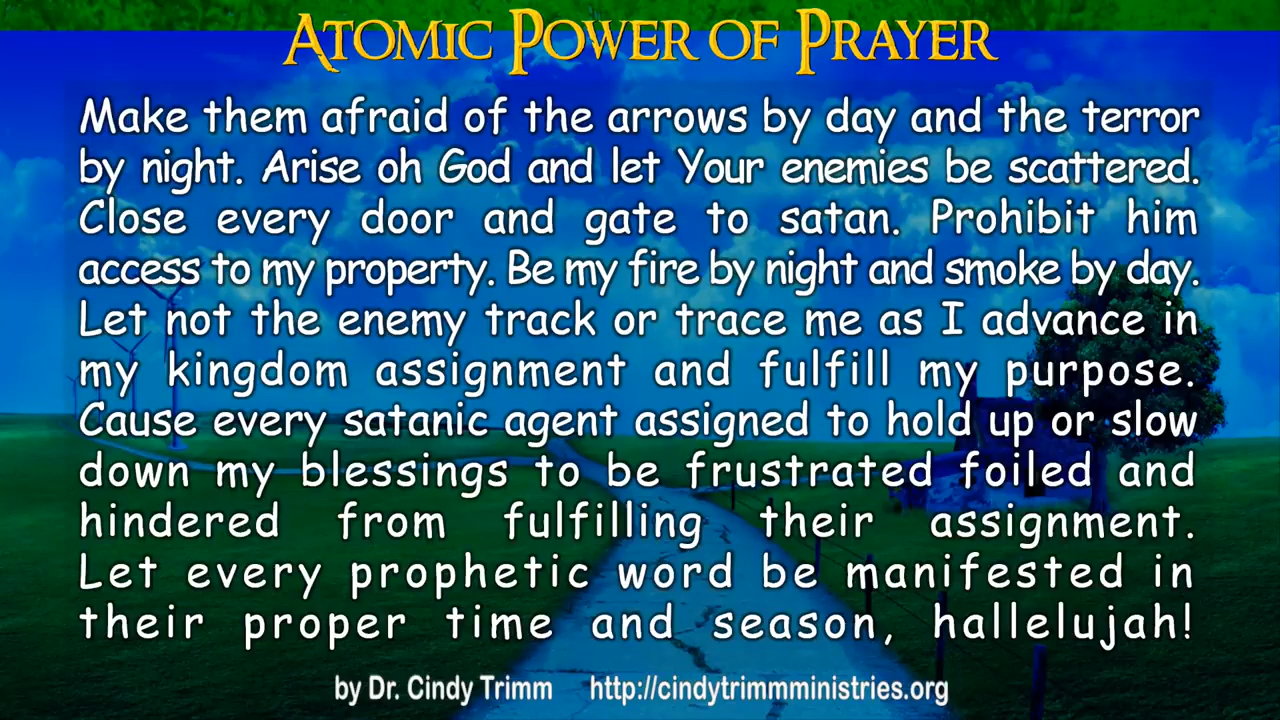 Atomic Power of Prayer
Make them afraid of the arrows by day and the terror
by night. Arise oh God and let Your enemies be scattered.
Close every door and gate to satan. Prohibit him
access to my property. Be my fire by night and smoke by day.
Let not the enemy track or trace me as I advance in
my kingdom assignment and fulfill my purpose.
Cause every satanic agent assigned to hold up or slow
down my blessings to be frustrated foiled and
hindered from fulfilling their assignment.
Let every prophetic word be manifested in
their proper time and season, hallelujah!
by Dr. Cindy Trimm http://cindytrimmministries.org